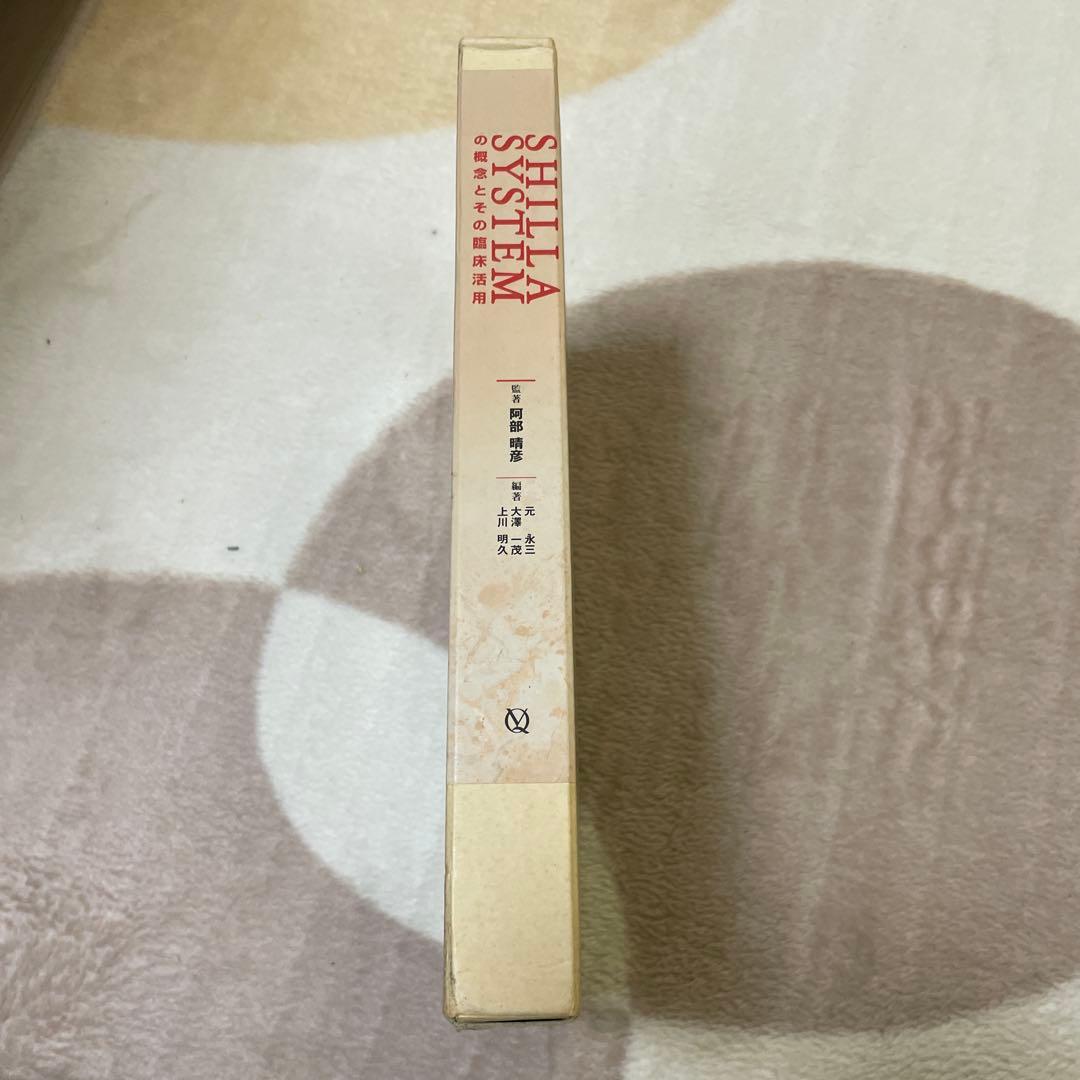 SHILLA
SYSTEM
の概念とその臨床活用
監著
阿部 晴彦
編著
元 永三
大澤 一茂
上川 明久